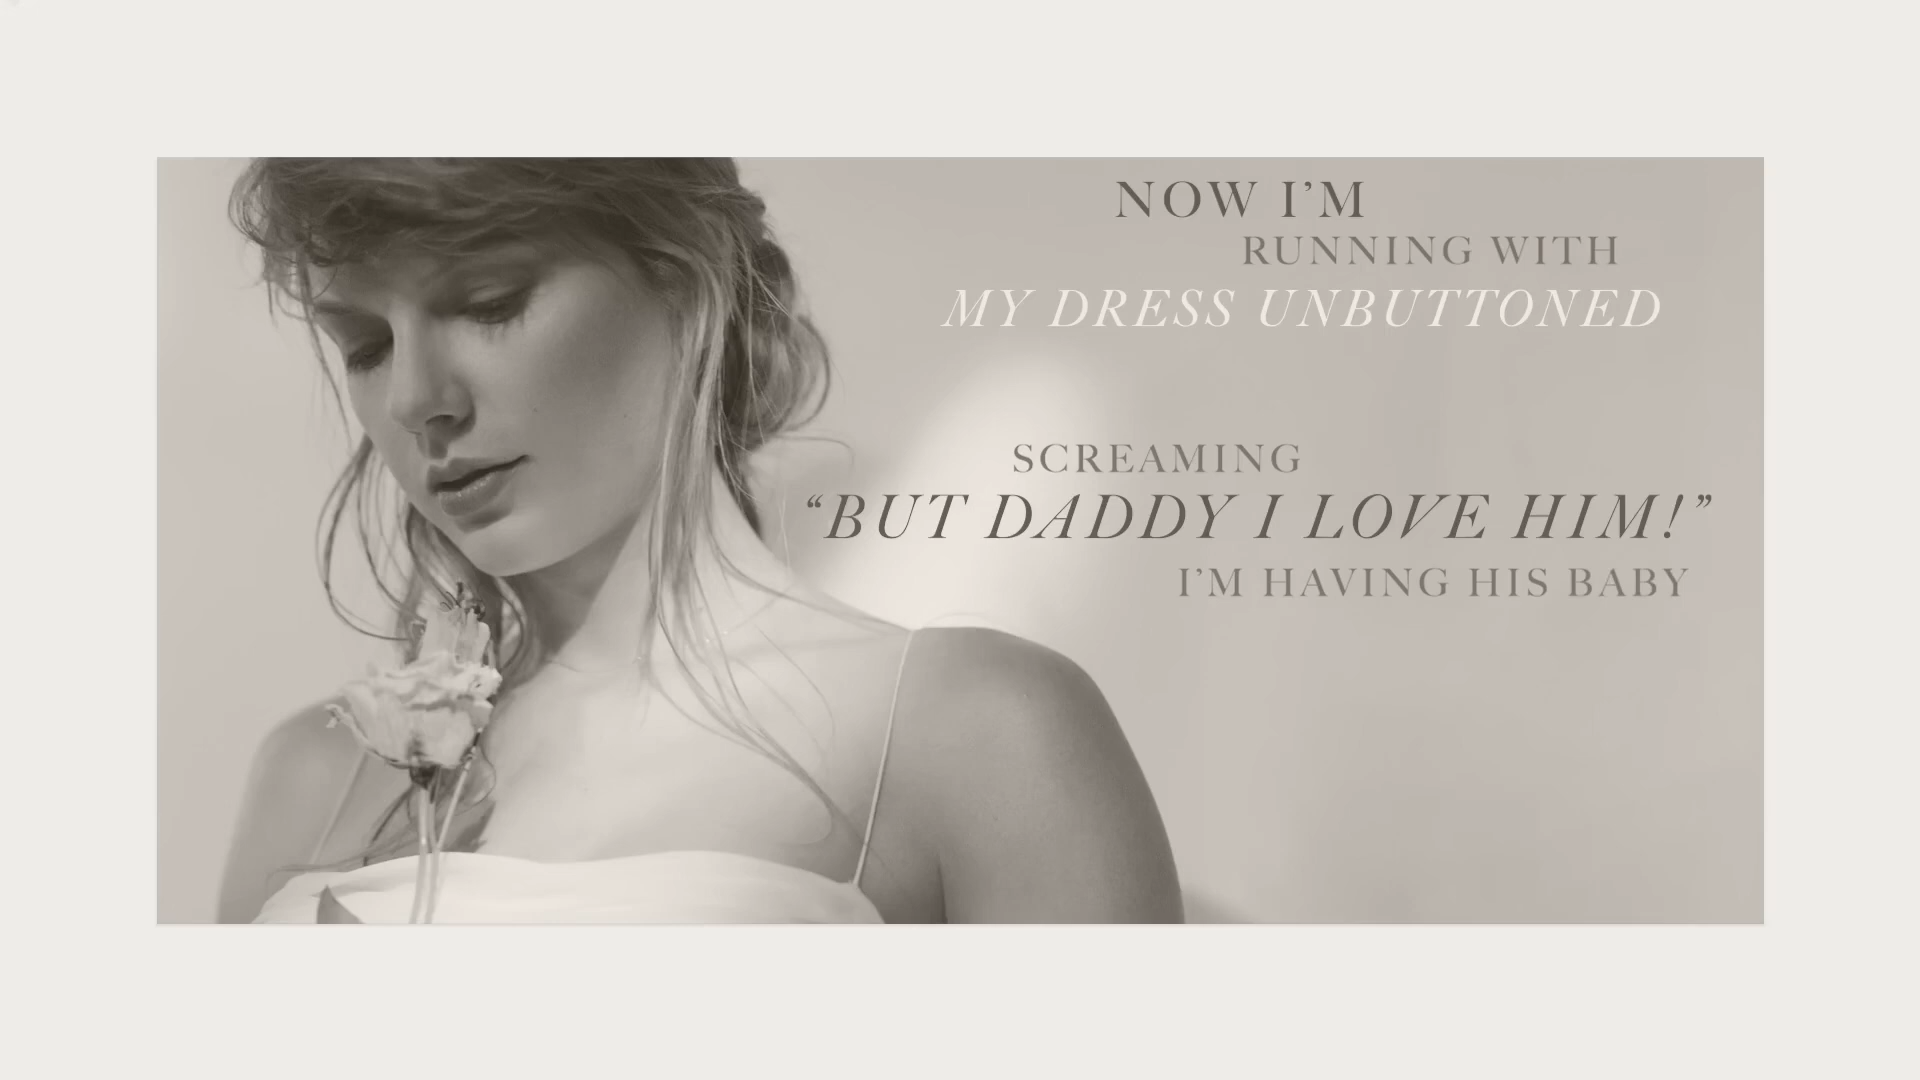 NOW I’M
RUNNING WITH
MY DRESS UNBUTTONED
SCREAMING
“BUT DADDY I LOVE HIM!”
I’M HAVING HIS BABY